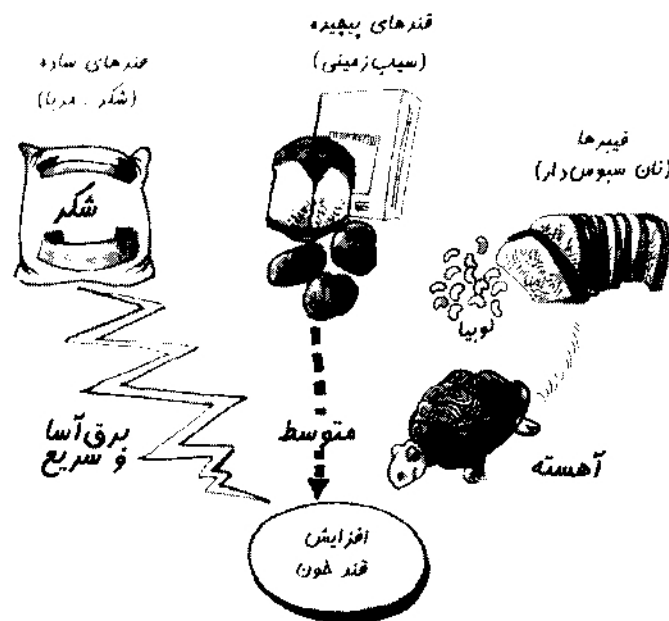 قندهای پیچیده
(سیب‌زمینی)
قندهای ساده
(شکر . مربا)
فیبرها
(نان سبوس‌دار)
شکر
لوبیا
برق‌آسا
و سریع
متوسط
آهسته
افزایش
قند خون